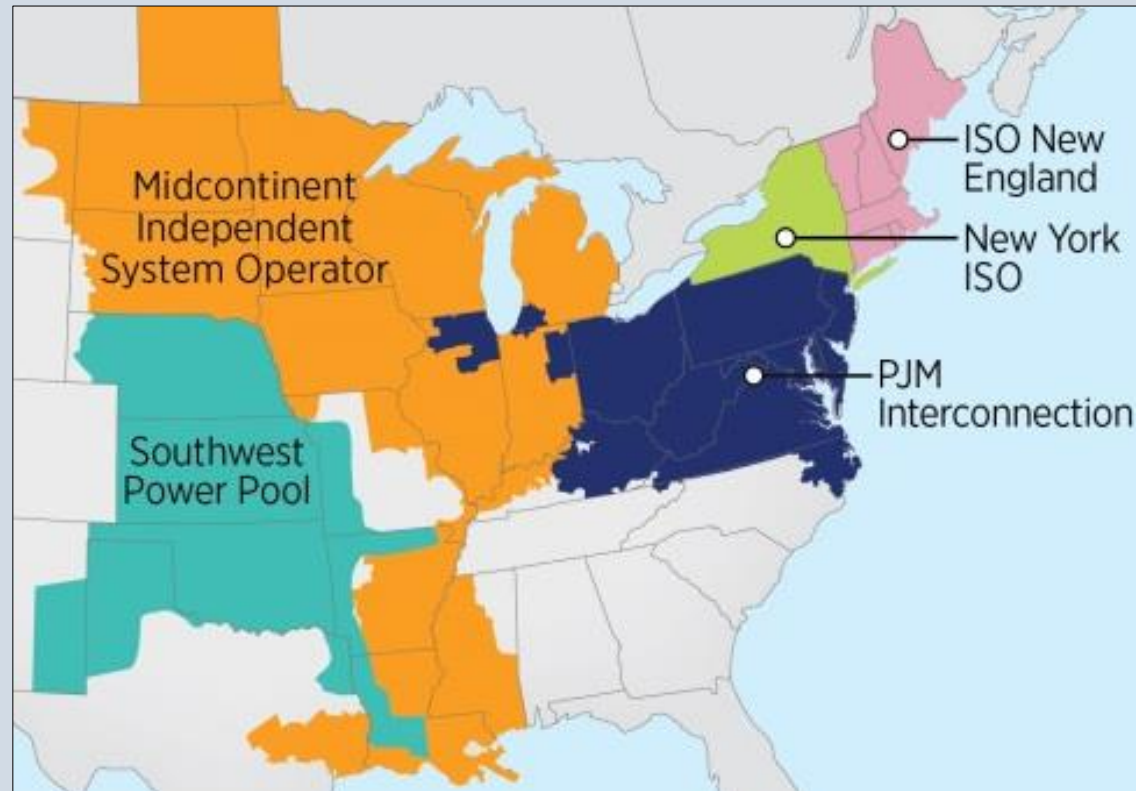 Midcontinent
Independent
System Operator
ISO New
England
New York
ISO
PJM
Interconnection
Southwest
Power Pool